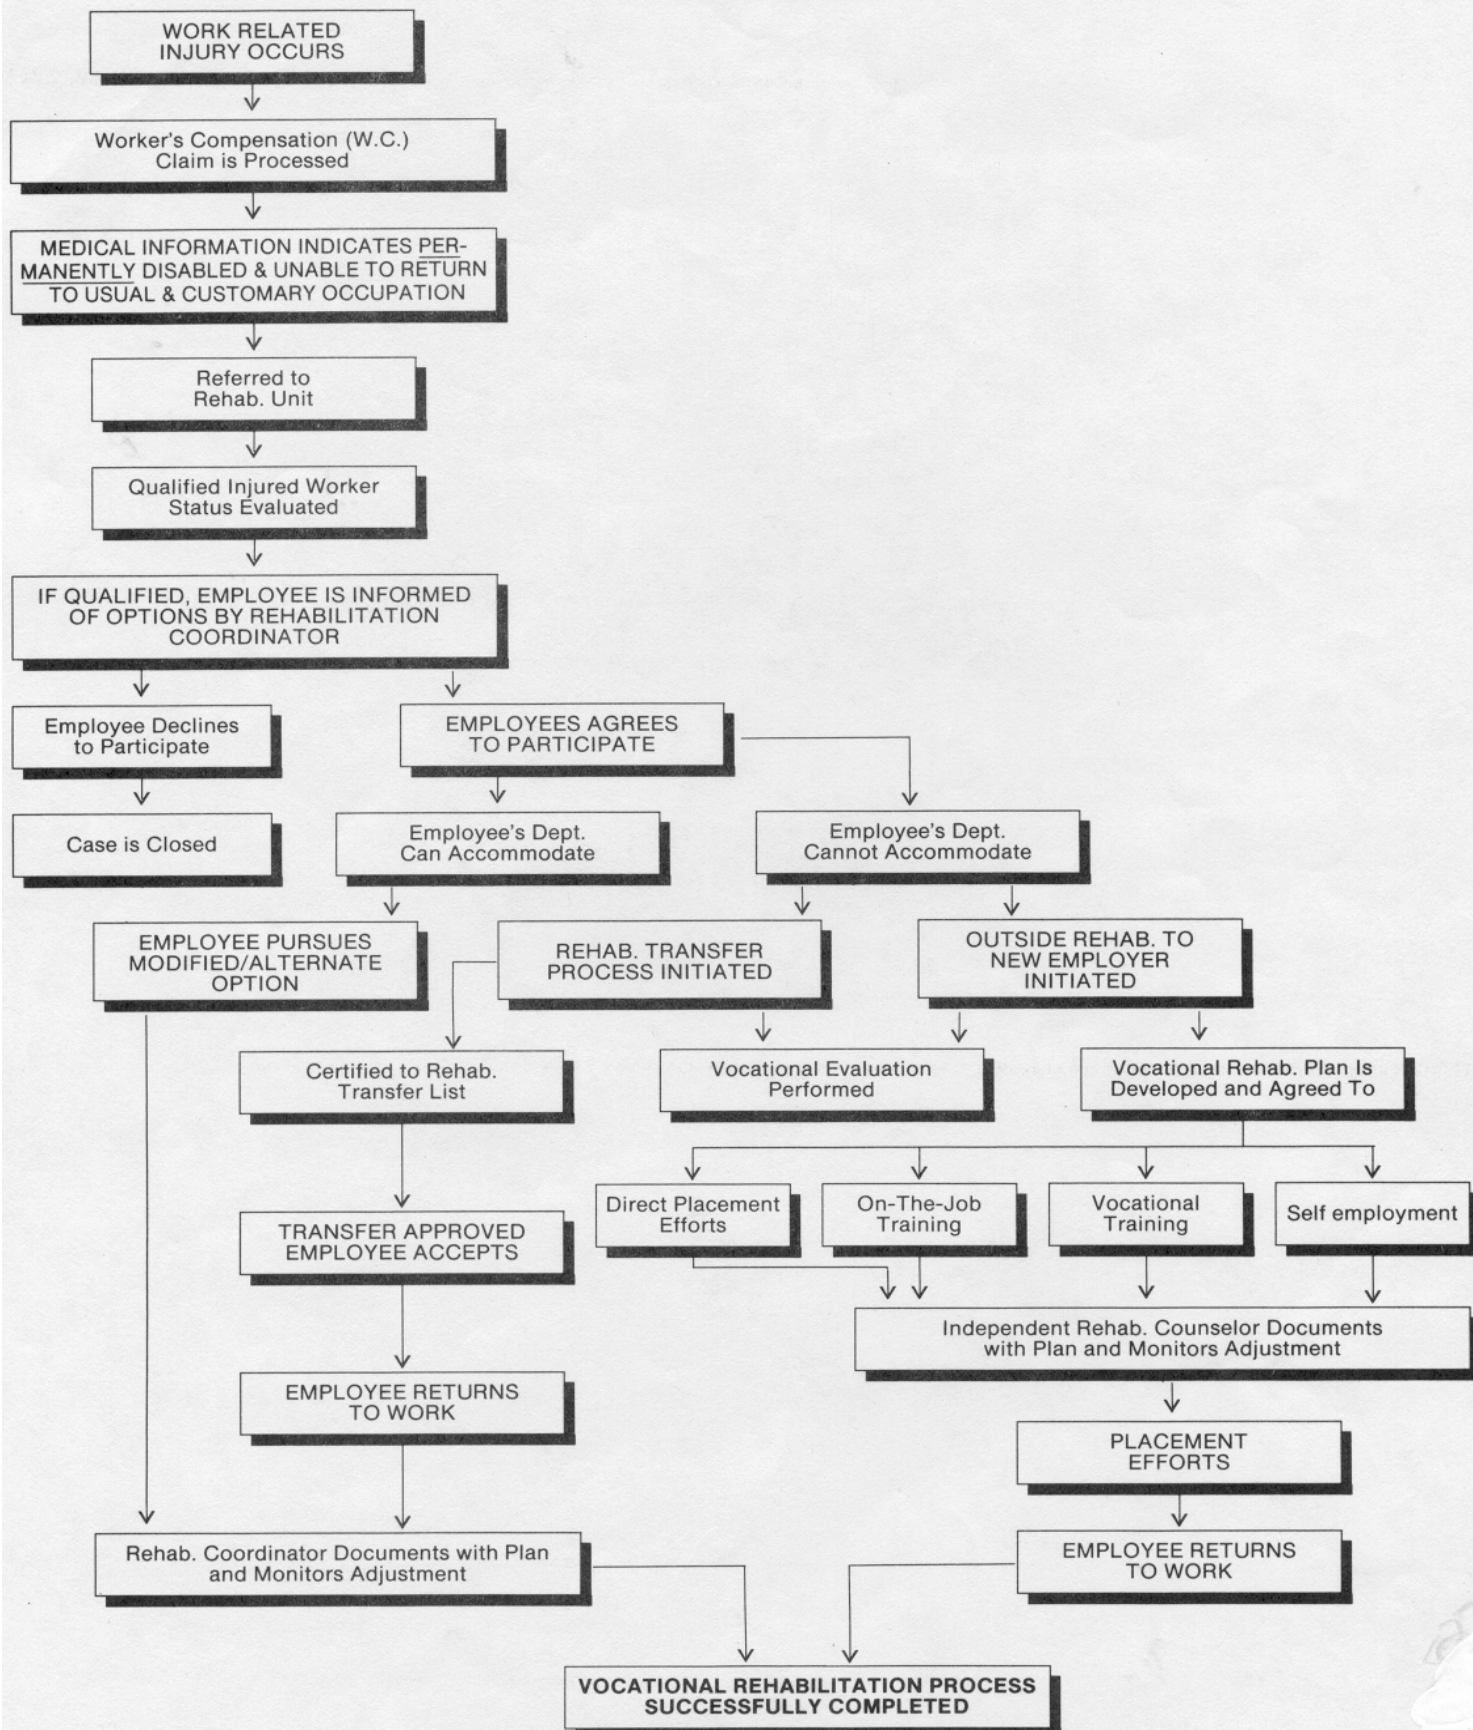 WORK RELATED
INJURY OCCURS
Worker's Compensation (W.C.)
Claim is Processed
MEDICAL INFORMATION INDICATES PER-
MANENTLY DISABLED & UNABLE TO RETURN
TO USUAL & CUSTOMARY OCCUPATION
Referred to
Rehab. Unit
Qualified Injured Worker
Status Evaluated
IF QUALIFIED, EMPLOYEE IS INFORMED
OF OPTIONS BY REHABILITATION
COORDINATOR
Employee Declines
to Participate
EMPLOYEES AGREES
TO PARTICIPATE
Case is Closed
Employee's Dept.
Can Accommodate
Employee's Dept.
Cannot Accommodate
EMPLOYEE PURSUES
MODIFIED/ALTERNATE
OPTION
REHAB. TRANSFER
PROCESS INITIATED
OUTSIDE REHAB. TO
NEW EMPLOYER
INITIATED
Certified to Rehab.
Transfer List
Vocational Evaluation
Performed
Vocational Rehab. Plan Is
Developed and Agreed To
Direct Placement
Efforts
On-The-Job
Training
Vocational
Training
Self employment
TRANSFER APPROVED
EMPLOYEE ACCEPTS
Independent Rehab. Counselor Documents
with Plan and Monitors Adjustment
EMPLOYEE RETURNS
TO WORK
PLACEMENT
EFFORTS
Rehab. Coordinator Documents with Plan
and Monitors Adjustment
EMPLOYEE RETURNS
TO WORK
VOCATIONAL REHABILITATION PROCESS
SUCCESSFULLY COMPLETED